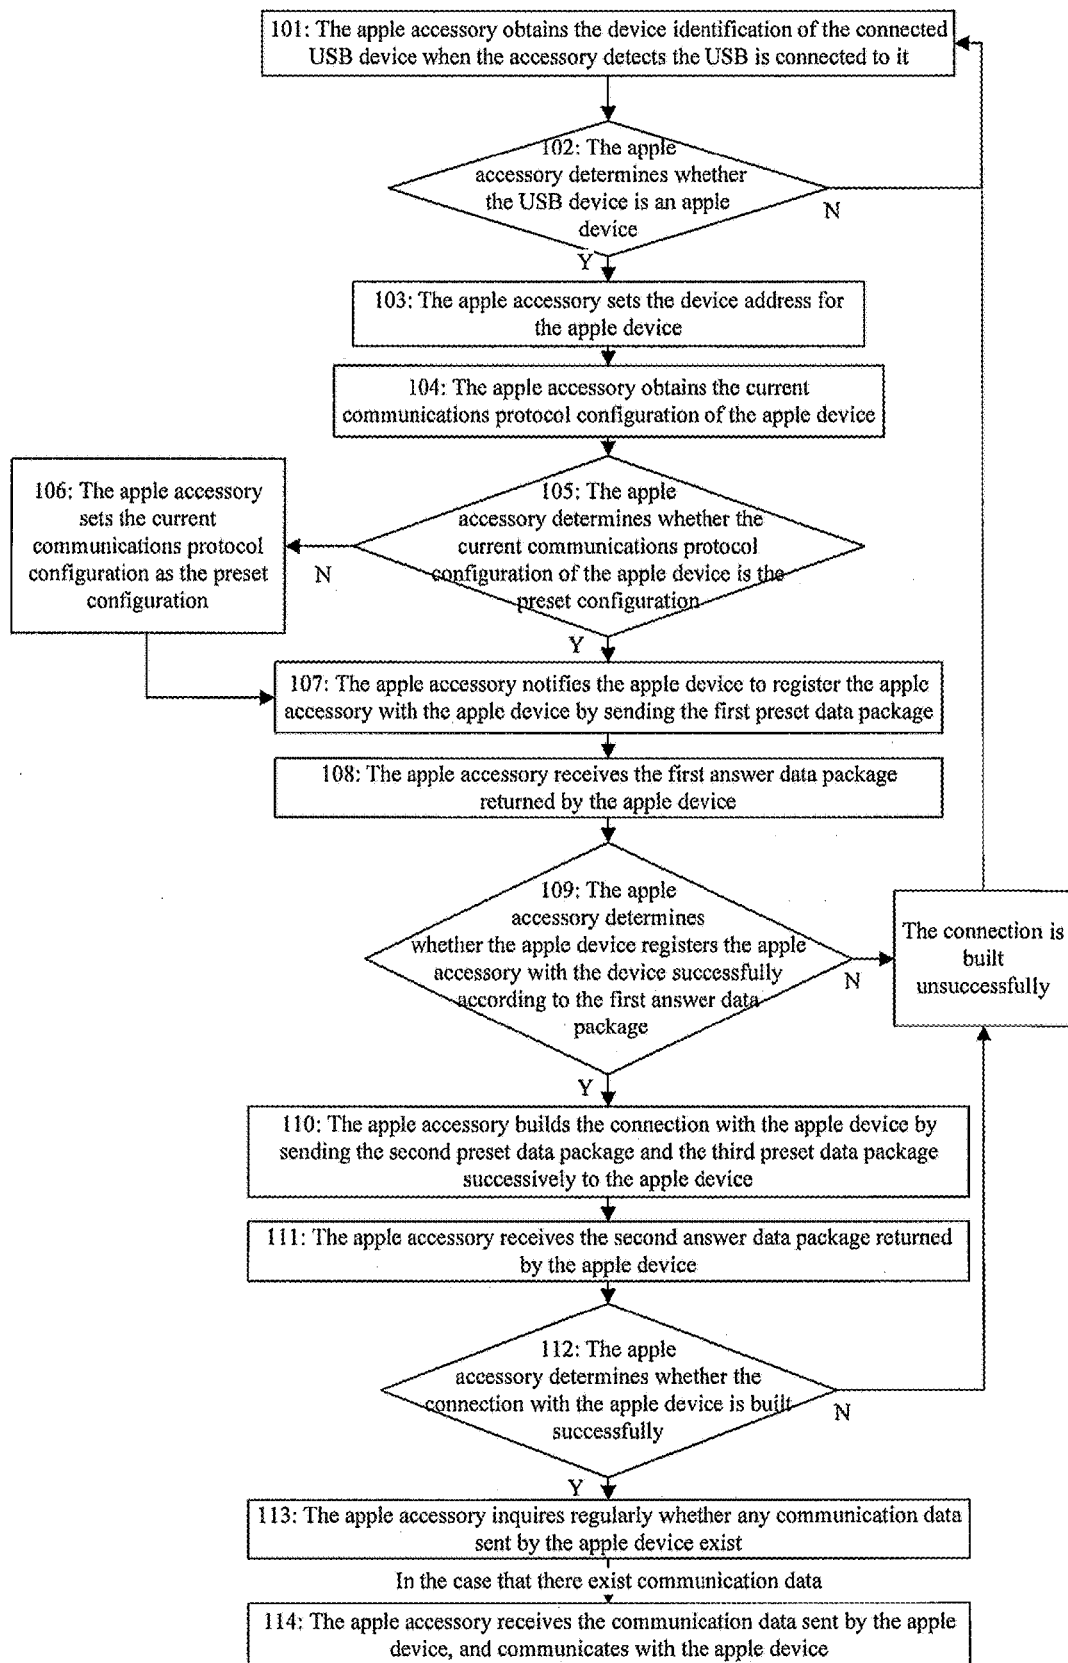 101: The apple accessory obtains the device identification of the connected
USB device when the accessory detects the USB is connected to it
102: The apple
accessory determines whether
the USB device is an apple
device
N
Y
103: The apple accessory sets the device address for
the apple device
104: The apple accessory obtains the current
communications protocol configuration of the apple device
105: The apple
accessory determines whether the
current communications protocol
configuration of the apple device is the
preset configuration
N
Y
106: The apple accessory
sets the current
communications protocol
configuration as the preset
configuration
107: The apple accessory notifies the apple device to register the apple
accessory with the apple device by sending the first preset data package
108: The apple accessory receives the first answer data package
returned by the apple device
109: The apple
accessory determines
whether the apple device registers the apple
accessory with the device successfully
according to the first answer data
package
N
Y
The connection is
built
unsuccessfully
110: The apple accessory builds the connection with the apple device by
sending the second preset data package and the third preset data package
successively to the apple device
111: The apple accessory receives the second answer data package returned
by the apple device
112: The apple
accessory determines whether the
connection with the apple device is built
successfully
N
Y
113: The apple accessory inquires regularly whether any communication data
sent by the apple device exist
In the case that there exist communication data
114: The apple accessory receives the communication data sent by the apple
device, and communicates with the apple device